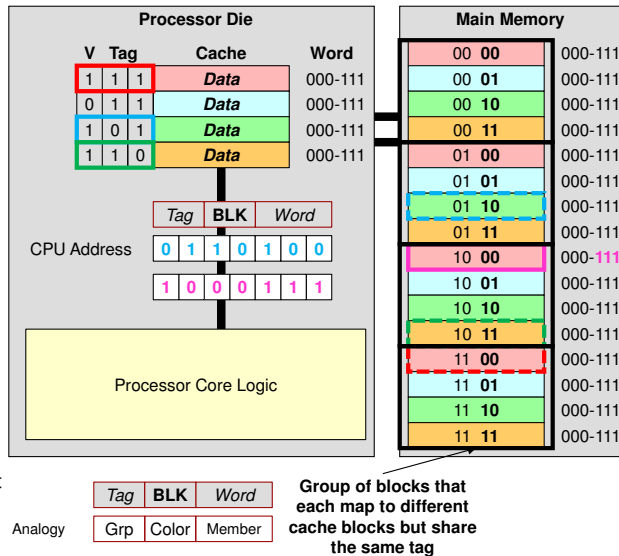 Processor Die
V Tag Cache Word
1 1 1 Data 000-111
0 1 1 Data 000-111
1 0 1 Data 000-111
1 1 0 Data 000-111
Tag BLK Word
CPU Address 0 1 1 0 1 0 0
1 0 0 0 1 1 1
Processor Core Logic
Main Memory
00 00 000-111
00 01 000-111
00 10 000-111
00 11 000-111
01 00 000-111
01 01 000-111
01 10 000-111
01 11 000-111
10 00 000-111
10 01 000-111
10 10 000-111
10 11 000-111
11 00 000-111
11 01 000-111
11 10 000-111
11 11 000-111
Tag BLK Word
Analogy Grp Color Member
Group of blocks that
each map to different
cache blocks but share
the same tag